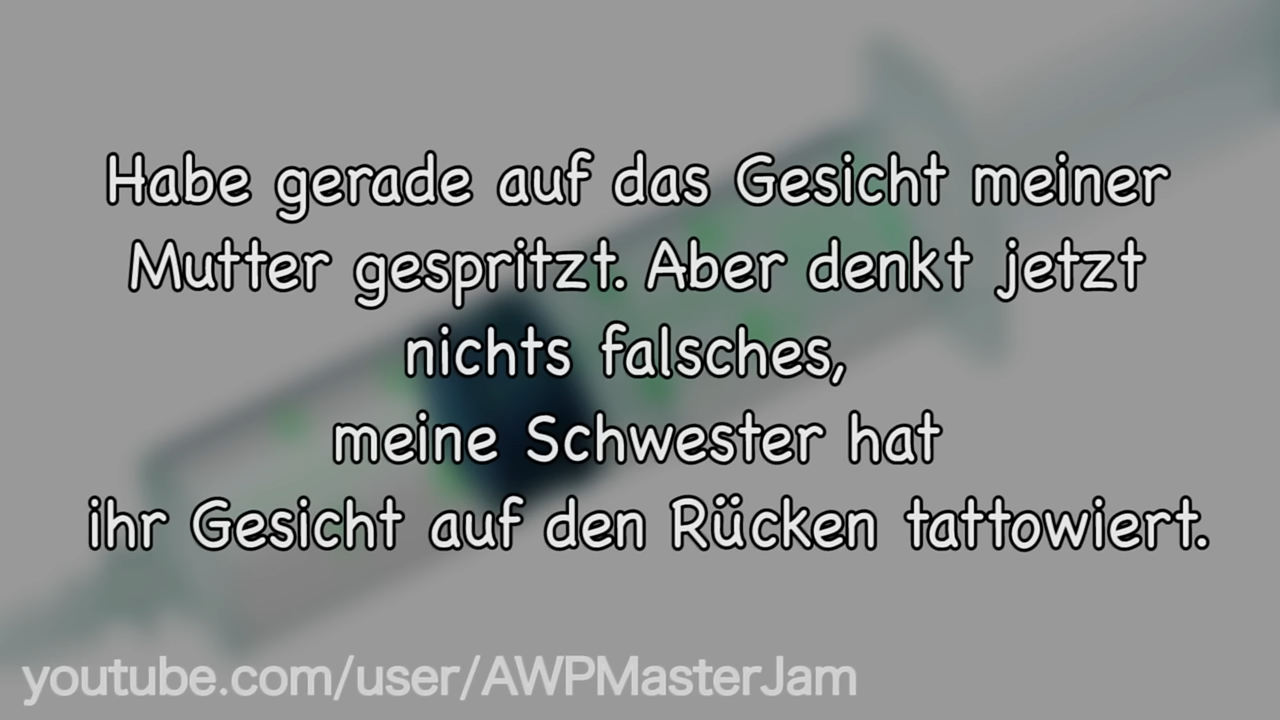 Habe gerade auf das Gesicht meiner
Mutter gespritzt. Aber denkt jetzt
nichts falsches,
meine Schwester hat
ihr Gesicht auf den Rücken tattowiert.
youtube.com/user/AWPMasterJam